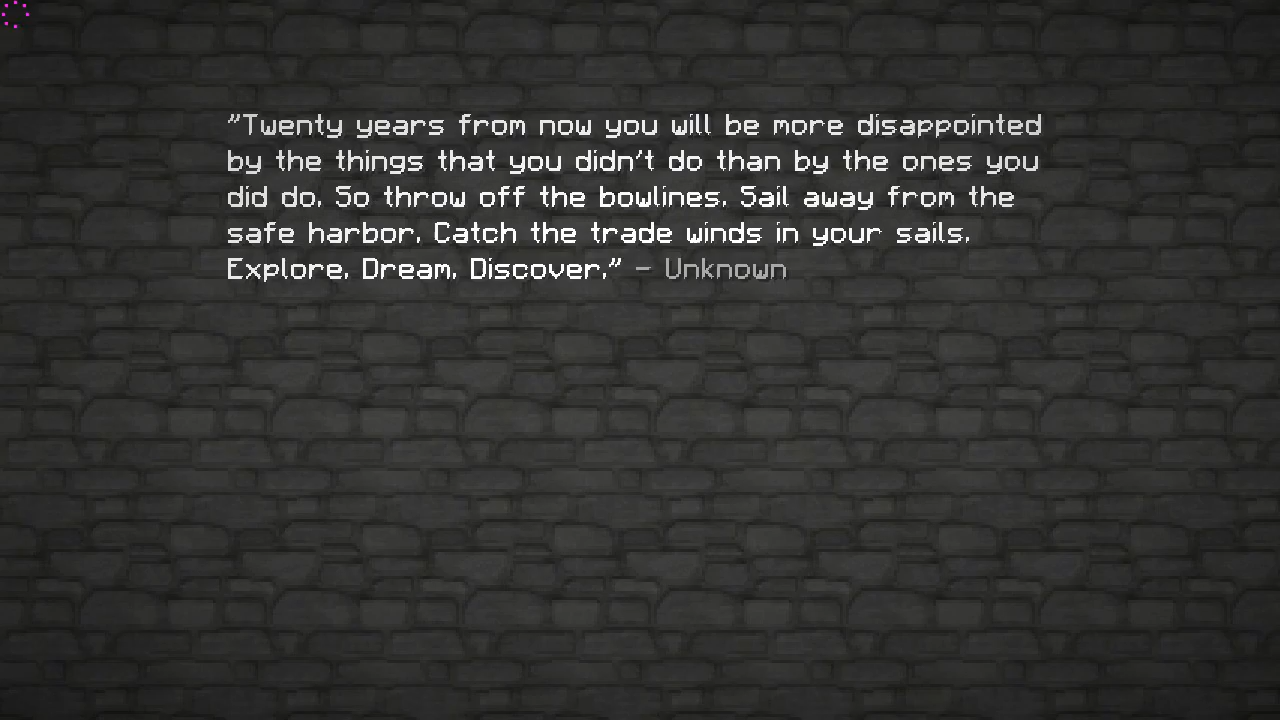 "Twenty years from now you will be more disappointed
by the things that you didn't do than by the ones you
did do. So throw off the bowlines. Sail away from the
safe harbor. Catch the trade winds in your sails.
Explore. Dream. Discover." – Unknown